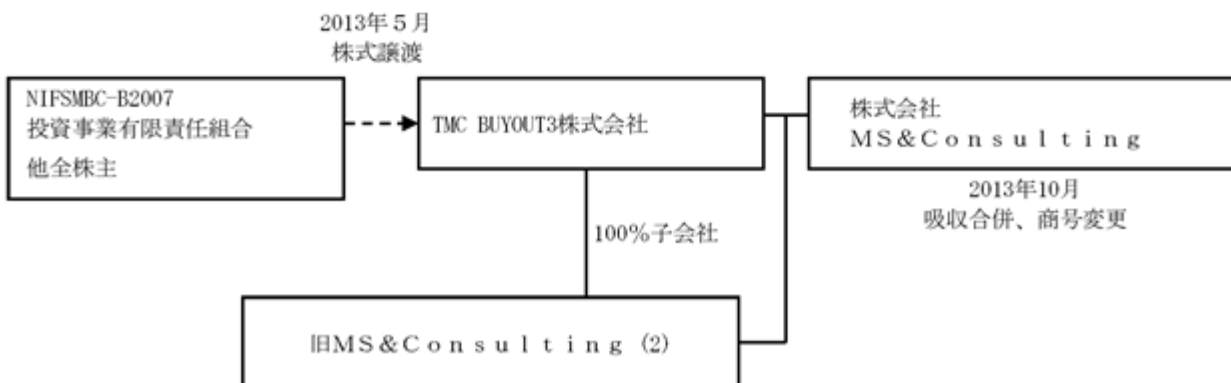 2013年5月
株式譲渡
NIFSMBC-B2007
投資事業有限責任組合
他全株主
TMC BUYOUT3株式会社
株式会社
MS&Consulting
2013年10月
吸収合併、商号変更
100%子会社
旧MS&Consulting (2)